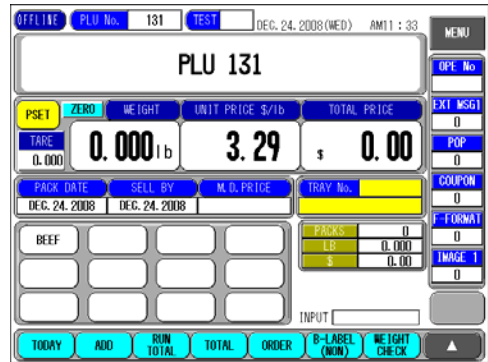 OFFLINE PLU No. 131 TEST DEC. 24. 2008 (WED) AM11 : 33 MENU
PLU 131
OPE No
PSET ZERO WEIGHT UNIT PRICE $/lb TOTAL PRICE
EXT MSG1
0
TARE
0.000
0.000 lb 3.29 $ 0.00
POP
0
PACK DATE SELL BY M.D.PRICE TRAY No.
DEC. 24. 2008 DEC. 24. 2008
COUPON
0
F-FORMAT
0
BEEF
PACKS 0
LB 0.000
$ 0.00
IMAGE 1
0
INPUT
TODAY ADD RUN TOTAL TOTAL ORDER B-LABEL (NON) WEIGHT CHECK